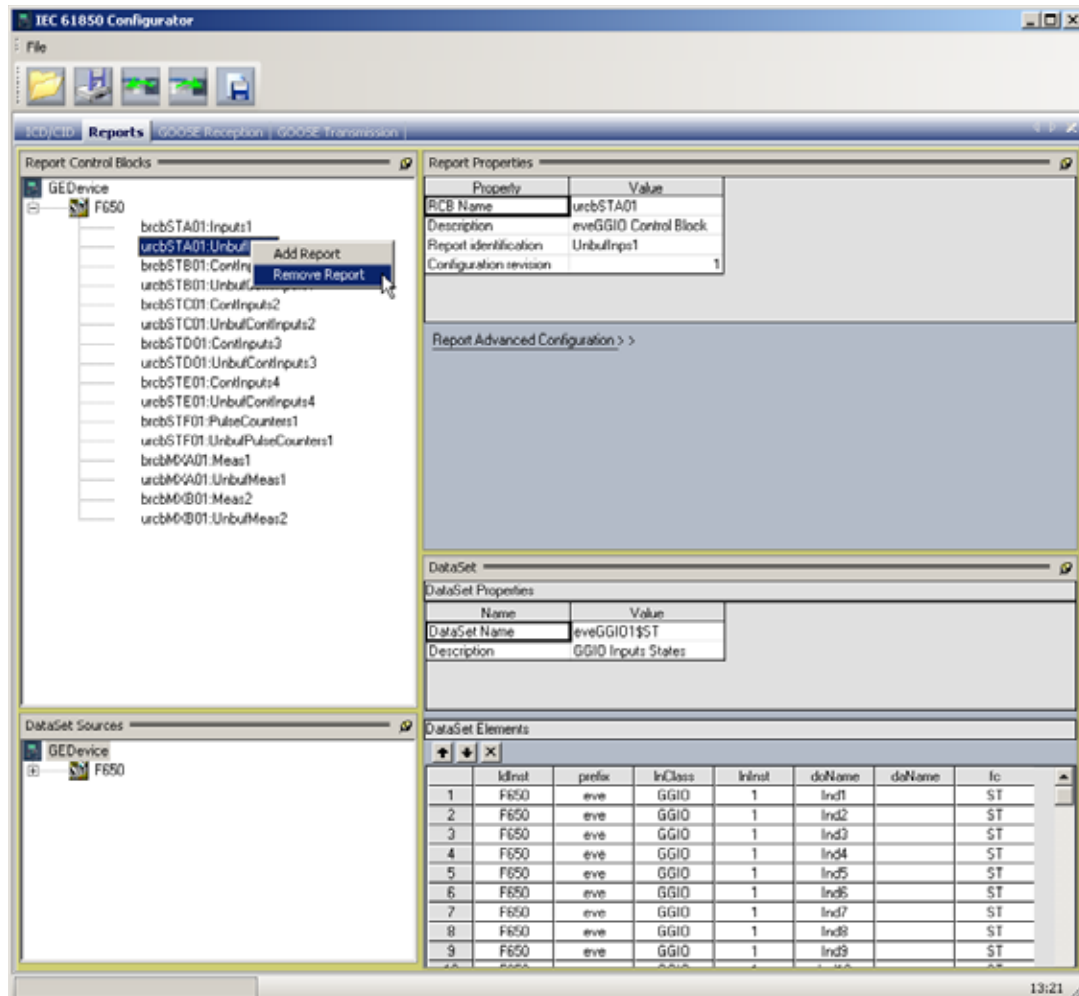 IEC 61850 Configurator
File
ICD/CID Reports GOOSE Reception GOOSE Transmission
Report Control Blocks
GEDevice
F650
brcbSTA01:Inputs1
urcbSTA01:Unbuf
Add Report
Remove Report
brcbSTB01:ContInp
urcbSTB01:Unbuf
brcbSTC01:ContInputs2
urcbSTC01:UnbufContInputs2
brcbSTD01:ContInputs3
urcbSTD01:UnbufContInputs3
brcbSTE01:ContInputs4
urcbSTE01:UnbufContInputs4
brcbSTF01:PulseCounters1
urcbSTF01:UnbufPulseCounters1
brcbMXA01:Meas1
urcbMXA01:UnbufMeas1
brcbMXB01:Meas2
urcbMXB01:UnbufMeas2
DataSet Sources
GEDevice
F650
Report Properties
Property Value
RCB Name urcbSTA01
Description eveGGIO Control Block
Report identification UnbufInps1
Configuration revision 1
Report Advanced Configuration > >
DataSet
DataSet Properties
Name Value
DataSet Name eveGGIO1$ST
Description GGIO Inputs States
DataSet Elements
ldInst prefix lnClass lnInst doName daName fc
1 F650 eve GGIO 1 Ind1 ST
2 F650 eve GGIO 1 Ind2 ST
3 F650 eve GGIO 1 Ind3 ST
4 F650 eve GGIO 1 Ind4 ST
5 F650 eve GGIO 1 Ind5 ST
6 F650 eve GGIO 1 Ind6 ST
7 F650 eve GGIO 1 Ind7 ST
8 F650 eve GGIO 1 Ind8 ST
9 F650 eve GGIO 1 Ind9 ST
13:21